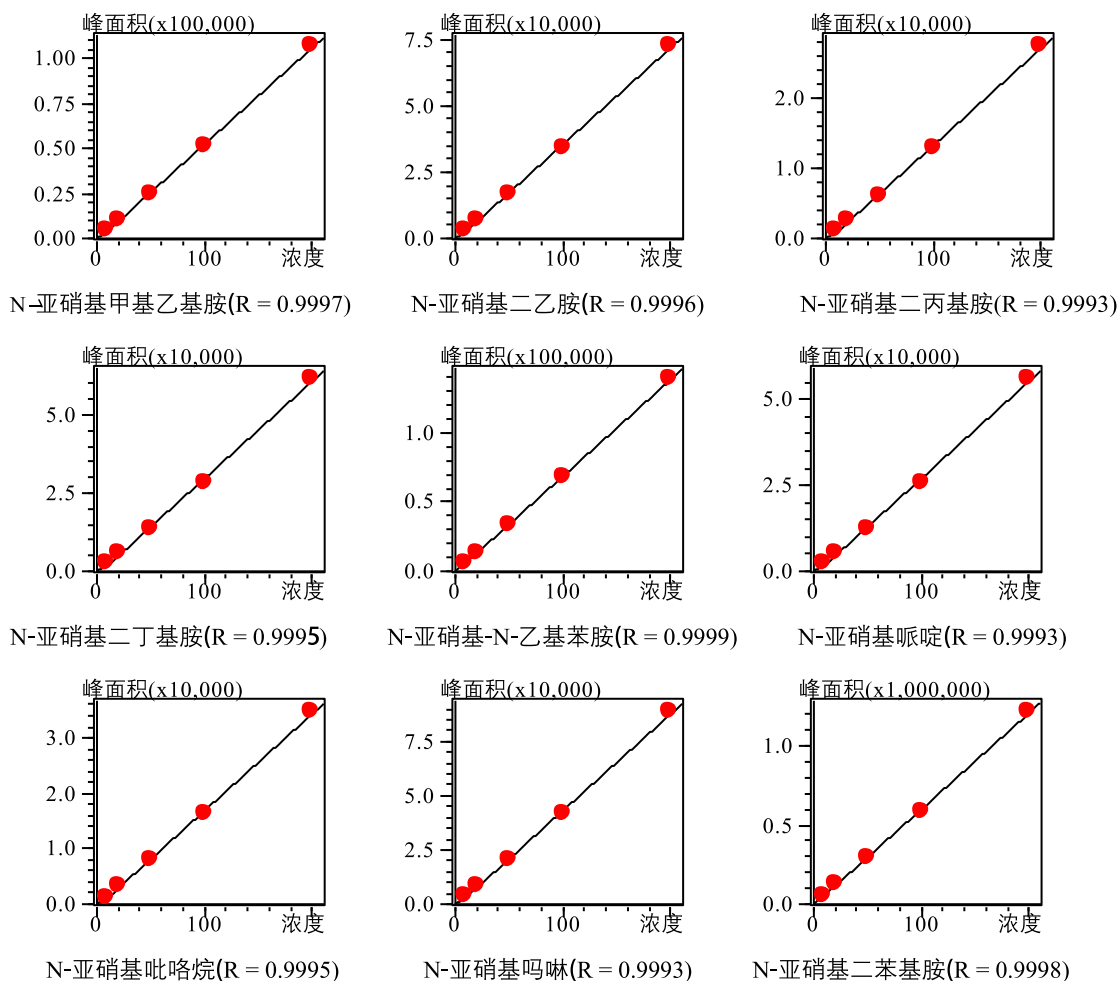 峰面积(x100,000) 峰面积(x10,000) 峰面积(x10,000)
1.00 7.5
2.0
0.75
5.0
0.50
1.0
2.5
0.25
0.00 0.0 0.0
0 100 浓度 0 100 浓度 0 100 浓度
N-亚硝基甲基乙基胺(R = 0.9997) N-亚硝基二乙胺(R = 0.9996) N-亚硝基二丙基胺(R = 0.9993)
峰面积(x10,000) 峰面积(x100,000) 峰面积(x10,000)
5.0 1.0 5.0
2.5 0.5 2.5
0.0 0.0 0.0
0 100 浓度 0 100 浓度 0 100 浓度
N-亚硝基二丁基胺(R = 0.9995) N-亚硝基-N-乙基苯胺(R = 0.9999) N-亚硝基哌啶(R = 0.9993)
峰面积(x10,000) 峰面积(x10,000) 峰面积(x1,000,000)
3.0 7.5 1.0
2.0 5.0
0.5
1.0 2.5
0.0 0.0 0.0
0 100 浓度 0 100 浓度 0 100 浓度
N-亚硝基吡咯烷(R = 0.9995) N-亚硝基吗啉(R = 0.9993) N-亚硝基二苯基胺(R = 0.9998)